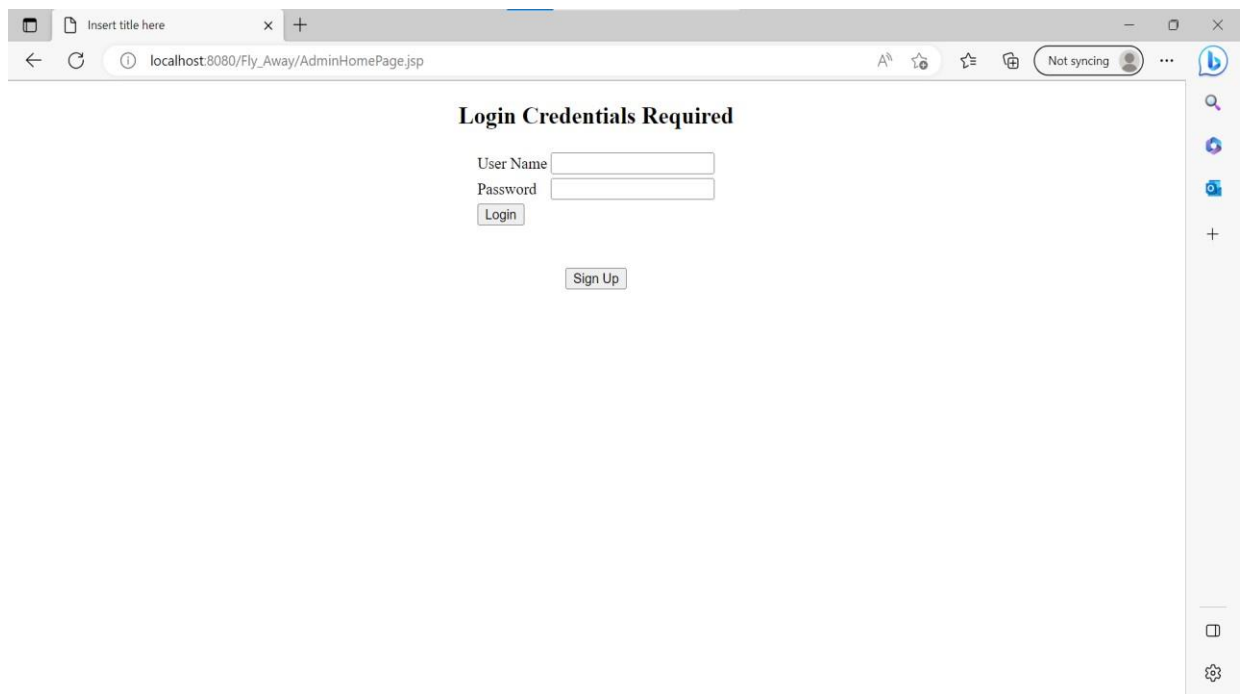 Insert title here
localhost:8080/Fly_Away/AdminHomePage.jsp
Not syncing
Login Credentials Required
User Name
Password
Login
Sign Up